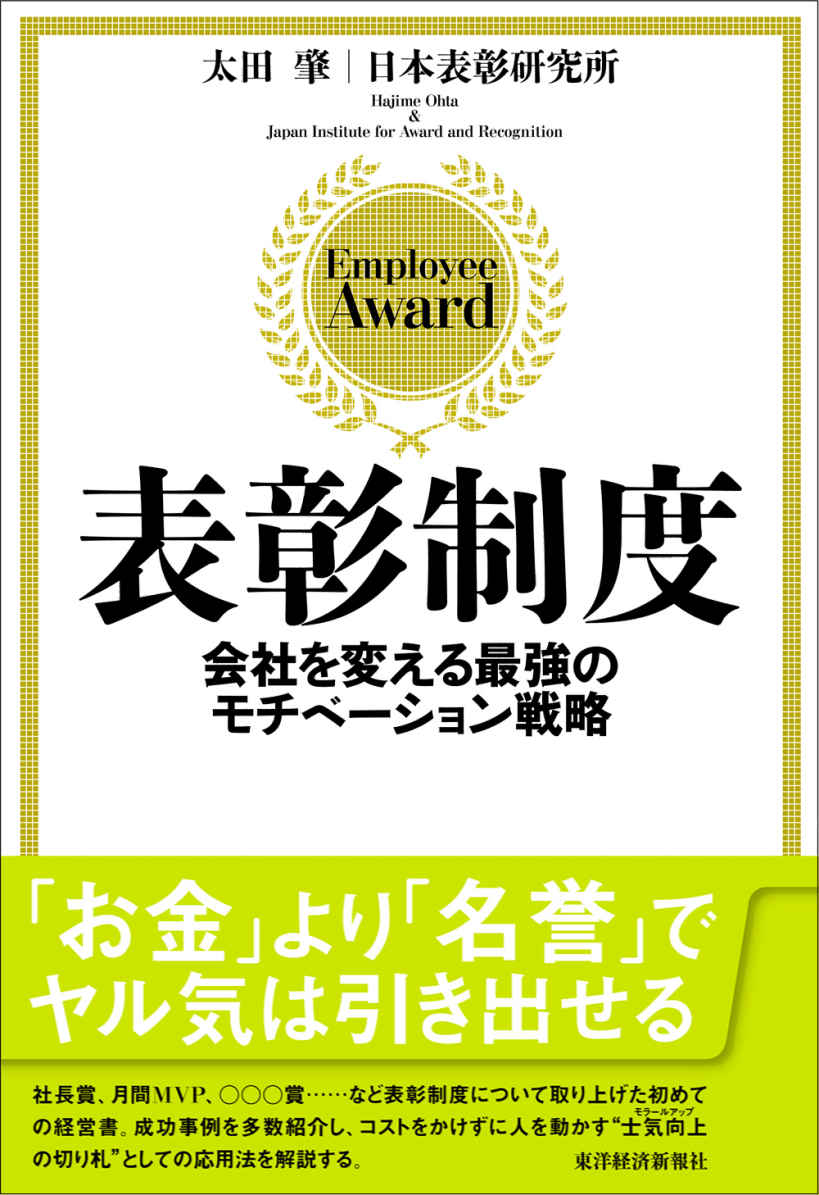 太田 肇｜日本表彰研究所
Hajime Ohta
&
Japan Institute for Award and Recognition
Employee
Award
表彰制度
会社を変える最強の
モチベーション戦略
「お金」より「名誉」で
ヤル気は引き出せる
社長賞、月間MVP、○○○賞……など表彰制度について取り上げた初めて
の経営書。成功事例を多数紹介し、コストをかけずに人を動かす“士気向上
モラールアップ
の切り札”としての応用法を解説する。
東洋経済新報社